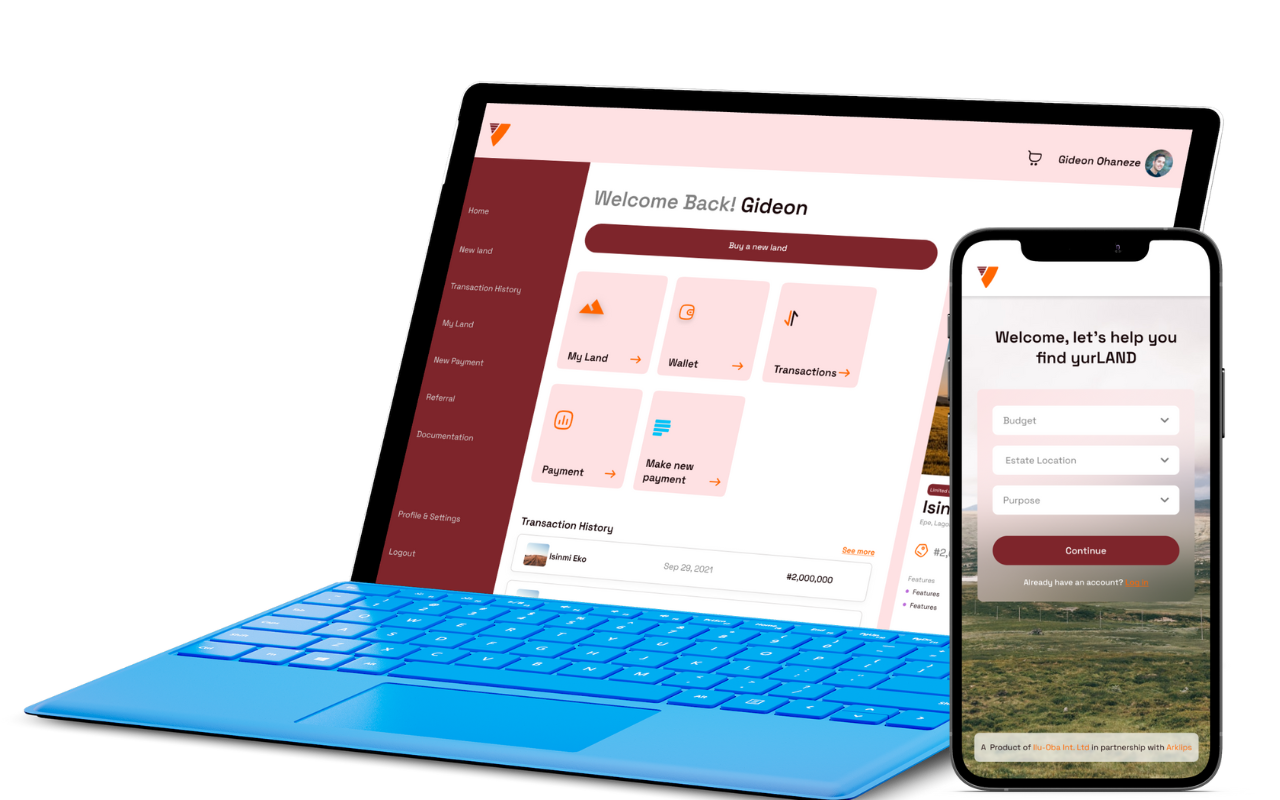 Gideon Ohaneze
Welcome Back! Gideon
Buy a new land
Home
New land
Transaction History
My Land
New Payment
Referral
Documentation
Profile & Settings
Logout
My Land
Wallet
Transactions
Payment
Make new
payment
Transaction History
See more
Isinmi Eko
Sep 29, 2021
#2,000,000
Limited
Isin
Epe, Lago
#2,
Features
Features
Features
Welcome, let's help you
find yurLAND
Budget
Estate Location
Purpose
Continue
Already have an account?
A Product of Ilu-Oba Int. Ltd in partnership with Arkilps